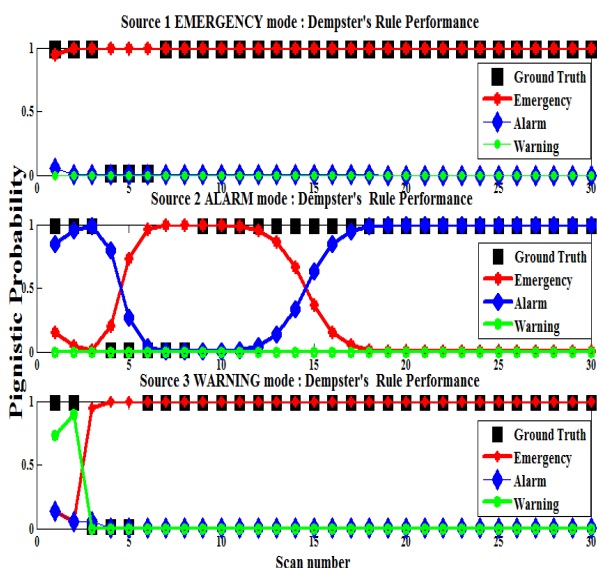 Source 1 EMERGENCY mode : Dempster's Rule Performance
1
0.5
0
Ground Truth
Emergency
Alarm
Warning
0 5 10 15 20 25 30
Source 2 ALARM mode : Dempster's Rule Performance
Pignistic Probability
1
0.5
0
Ground Truth
Emergency
Alarm
Warning
0 5 10 15 20 25 30
Source 3 WARNING mode : Dempster's Rule Performance
1
0.5
0
Ground Truth
Emergency
Alarm
Warning
0 5 10 15 20 25 30
Scan number